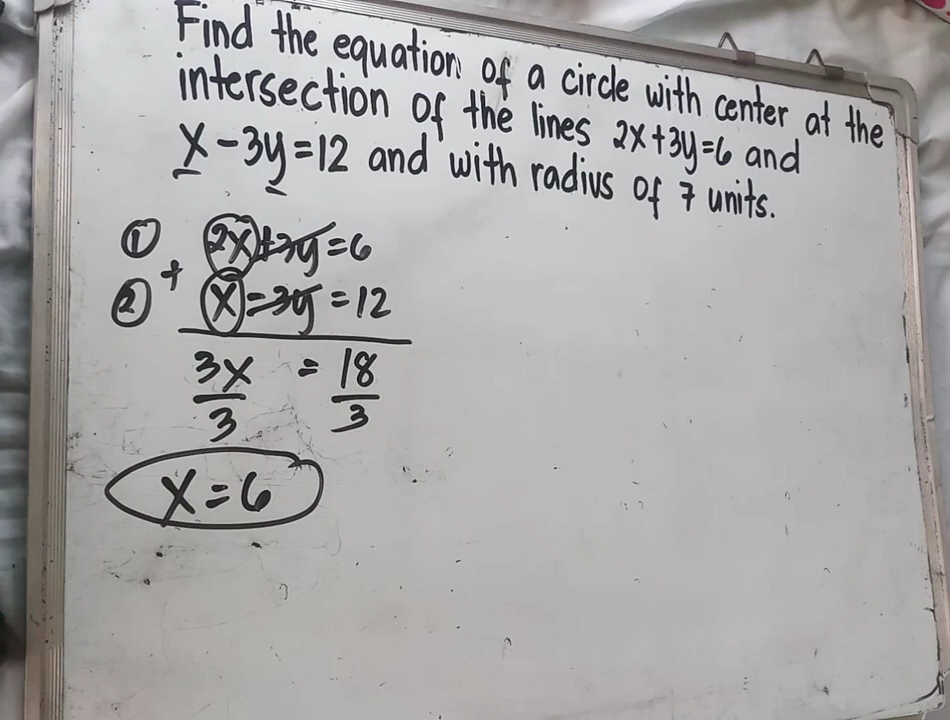 Find the equation of a circle with center at the
intersection of the lines 2x+3y=6 and
x-3y=12 and with radius of 7 units.
① 2x+3y=6
+
② x-3y=12
3x = 18
3 3
x=6